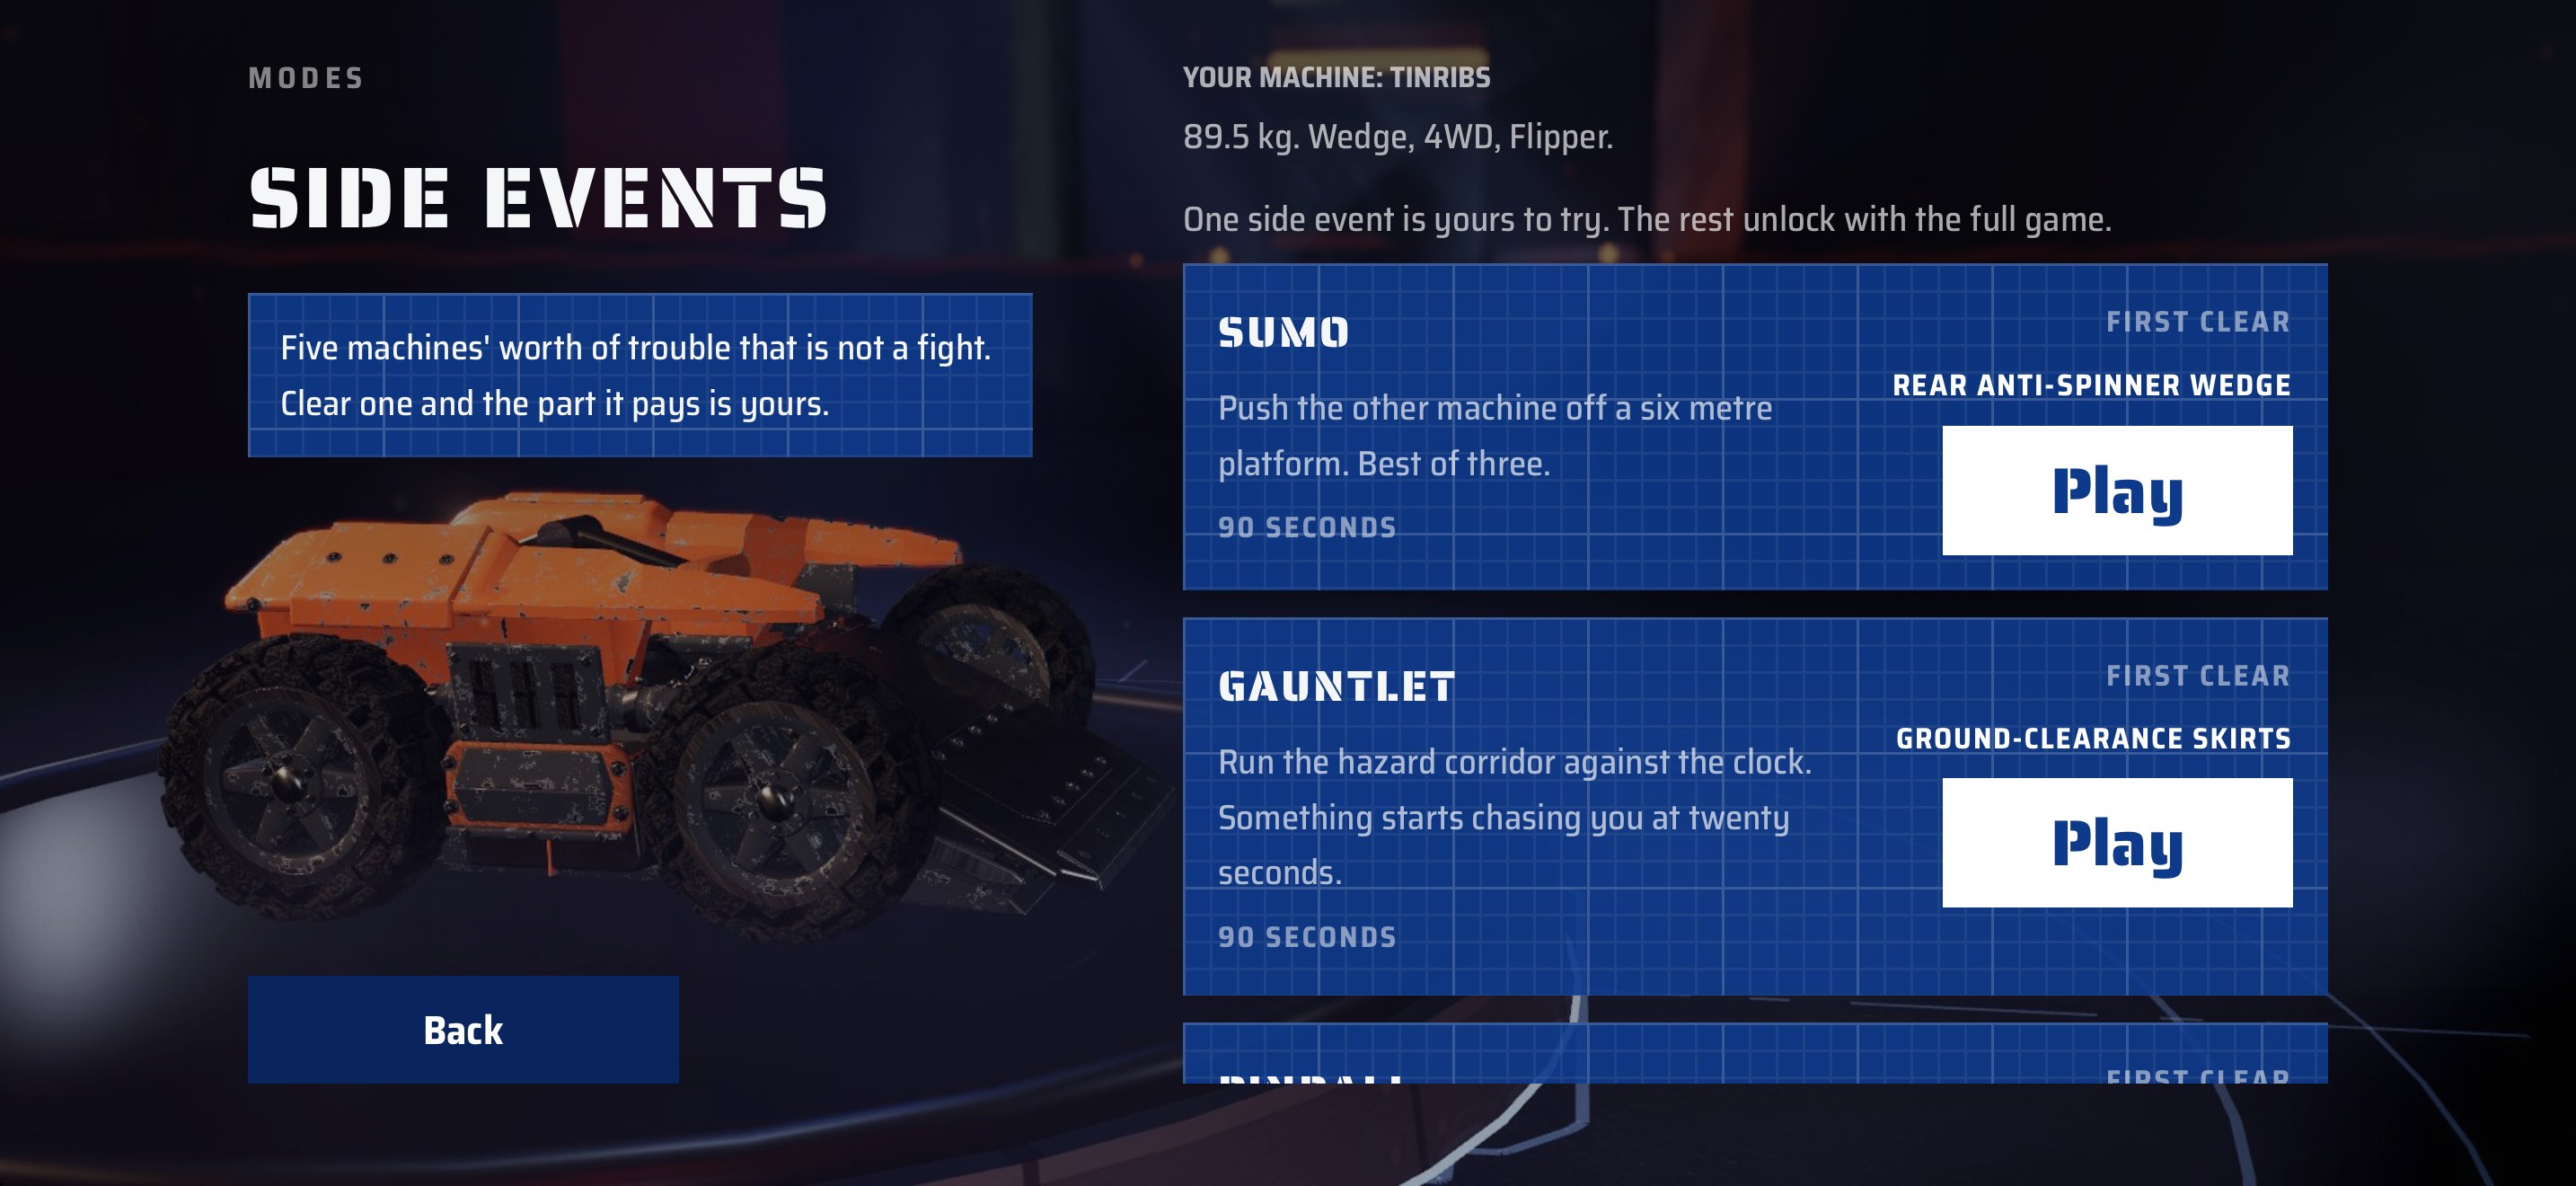 MODES
SIDE EVENTS
Five machines' worth of trouble that is not a fight.
Clear one and the part it pays is yours.
Back
YOUR MACHINE: TINRIBS
89.5 kg. Wedge, 4WD, Flipper.
One side event is yours to try. The rest unlock with the full game.
SUMO
Push the other machine off a six metre
platform. Best of three.
90 SECONDS
FIRST CLEAR
REAR ANTI-SPINNER WEDGE
Play
GAUNTLET
Run the hazard corridor against the clock.
Something starts chasing you at twenty
seconds.
90 SECONDS
FIRST CLEAR
GROUND-CLEARANCE SKIRTS
Play
PINBALL
FIRST CLEAR